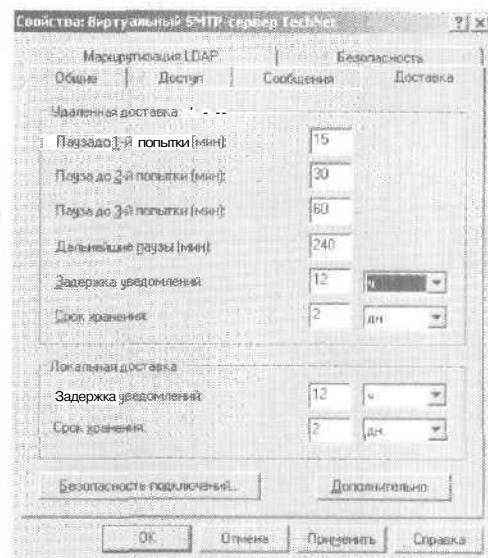 Свойства: Виртуальный SMTP-сервер TechNet
Маршрутизация LDAP Безопасность
Общие Доступ Сообщения Доставка
Удаленная доставка
Пауза до 1-й попытки (мин): 15
Пауза до 2-й попытки (мин): 30
Пауза до 3-й попытки (мин): 60
Дальнейшие паузы (мин): 240
Задержка уведомлений: 12 ч
Срок хранения: 2 дн.
Локальная доставка
Задержка уведомлений: 12 ч
Срок хранения: 2 дн.
Безопасность подключений... Дополнительно
OK Отмена Применить Справка